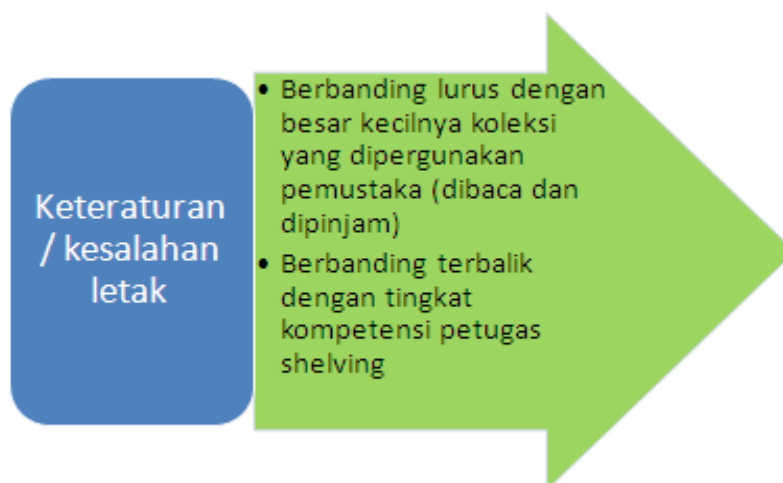 Keteraturan
/ kesalahan
letak
• Berbanding lurus dengan
besar kecilnya koleksi
yang dipergunakan
pemustaka (dibaca dan
dipinjam)
• Berbanding terbalik
dengan tingkat
kompetensi petugas
shelving